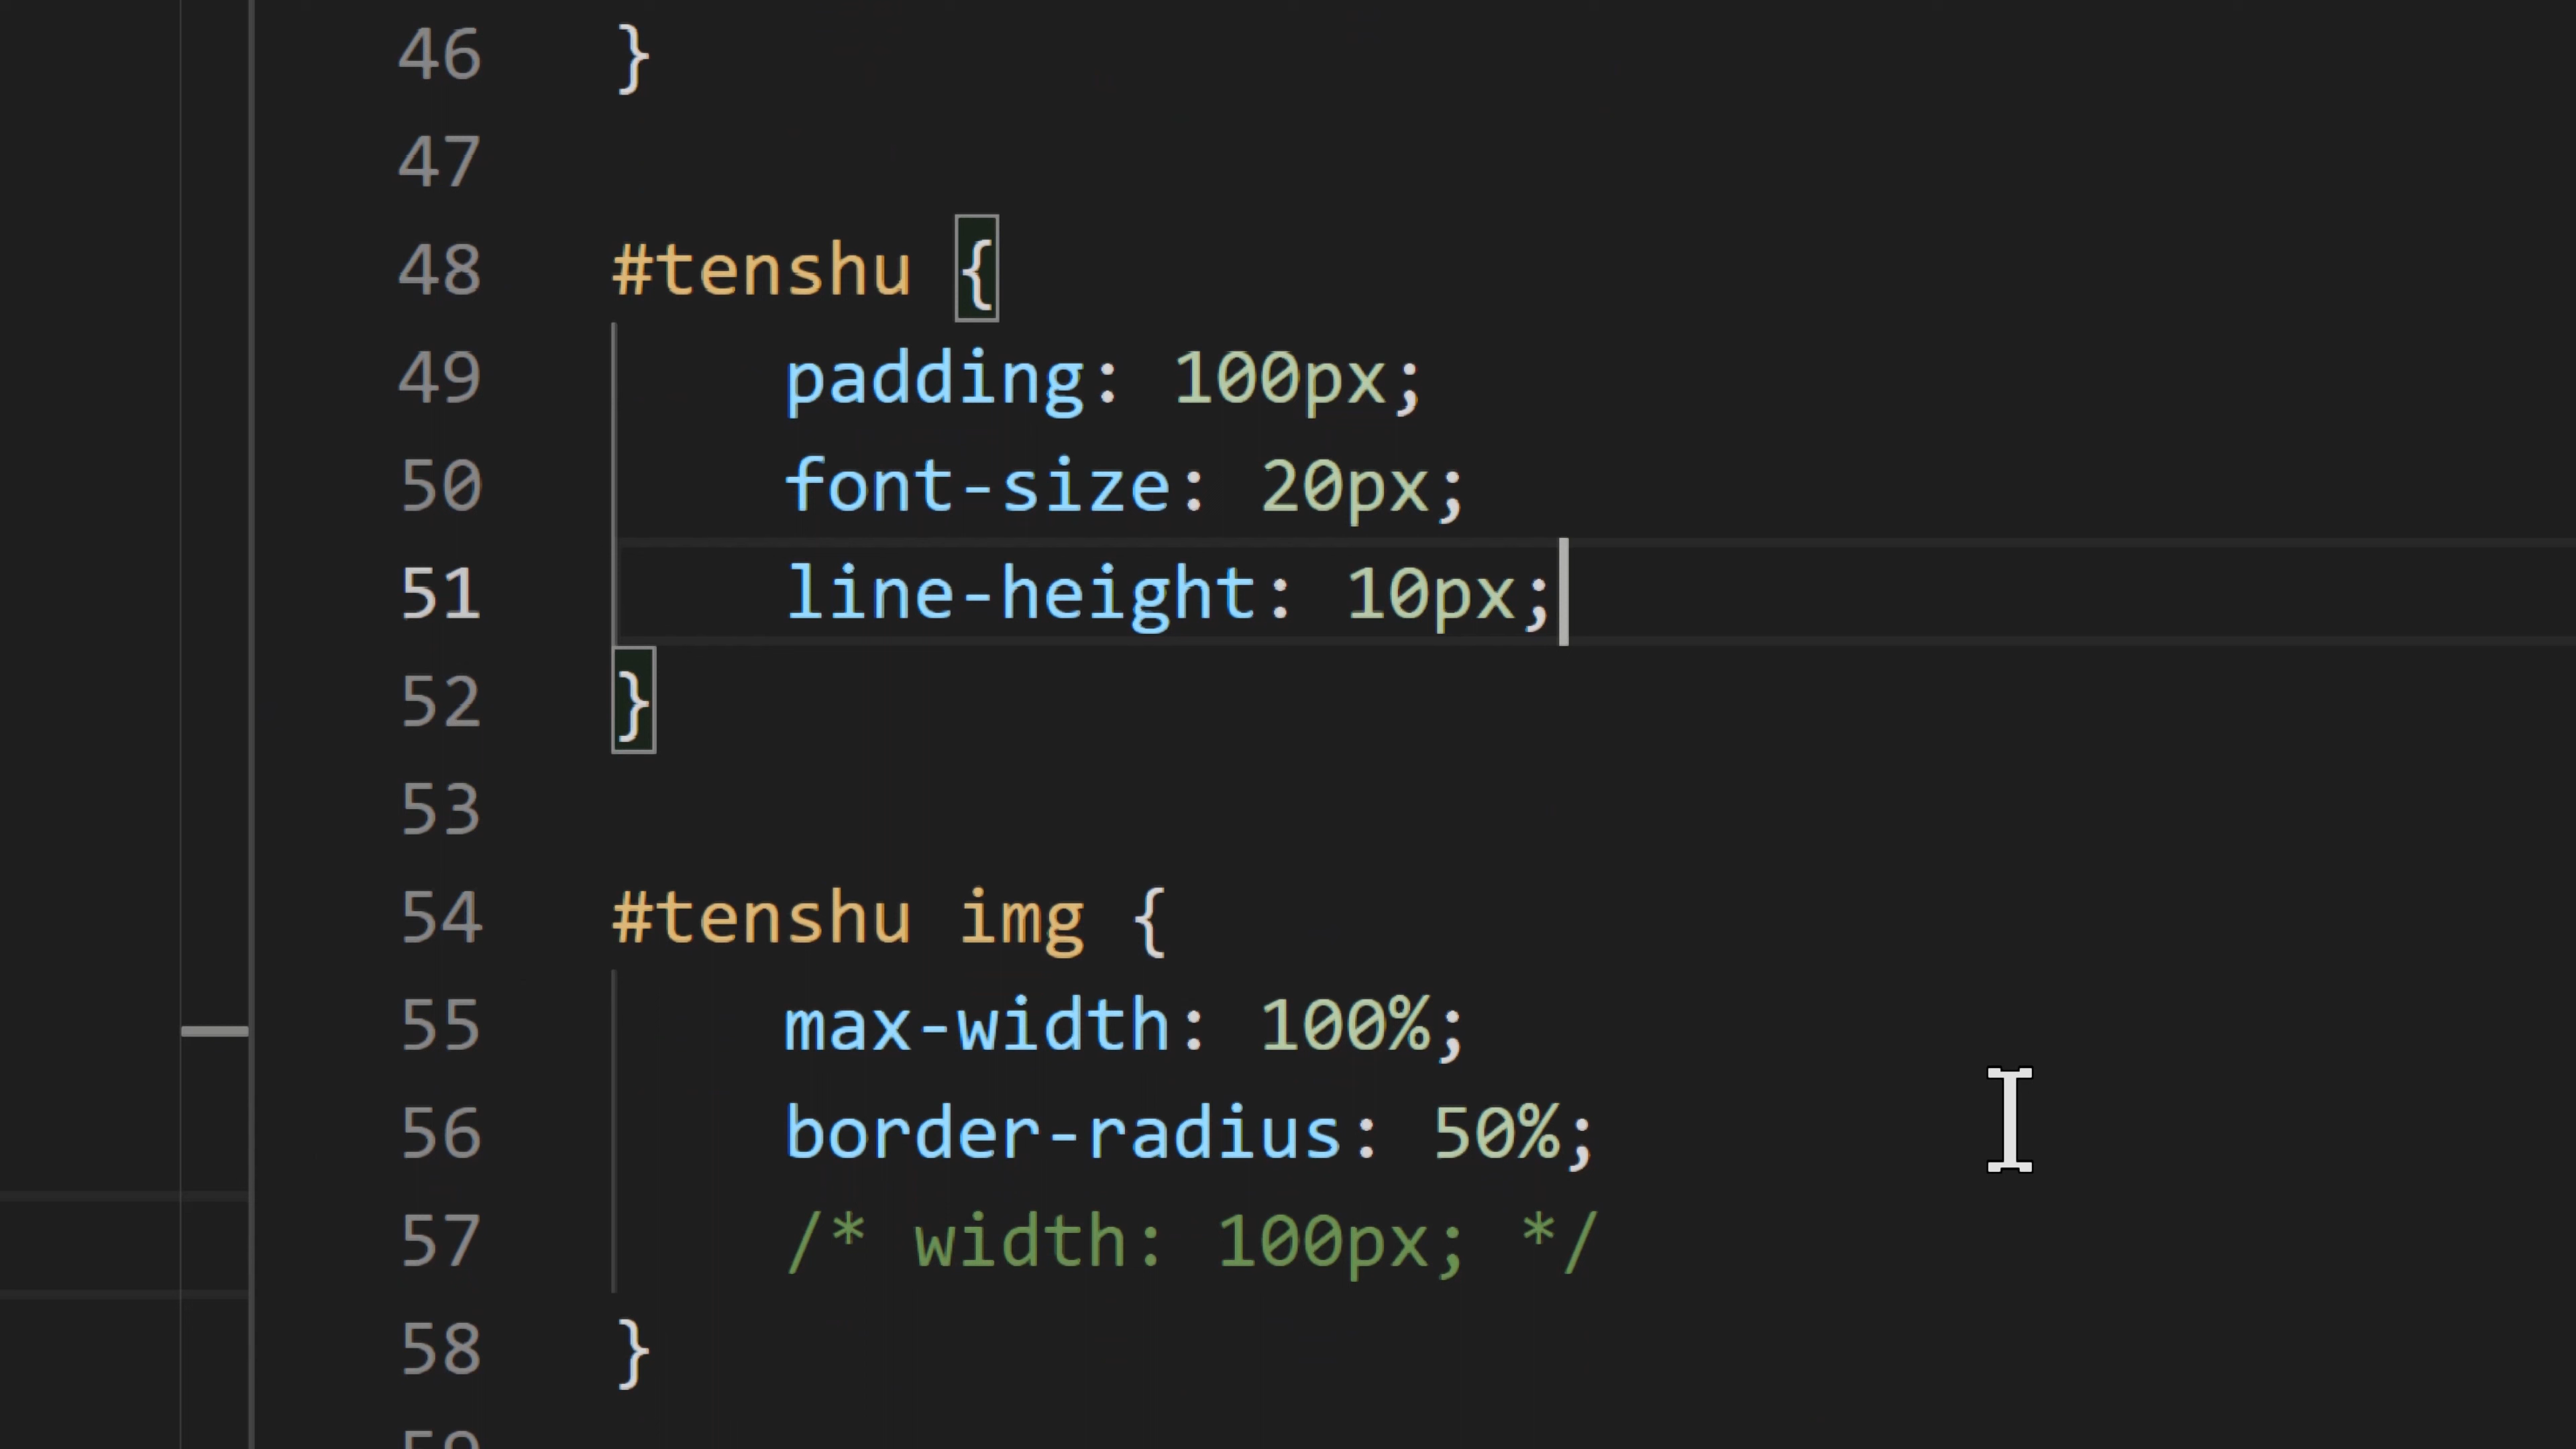 46 }
47
48 #tenshu {
49 padding: 100px;
50 font-size: 20px;
51 line-height: 10px;
52 }
53
54 #tenshu img {
55 max-width: 100%;
56 border-radius: 50%;
57 /* width: 100px; */
58 }
59